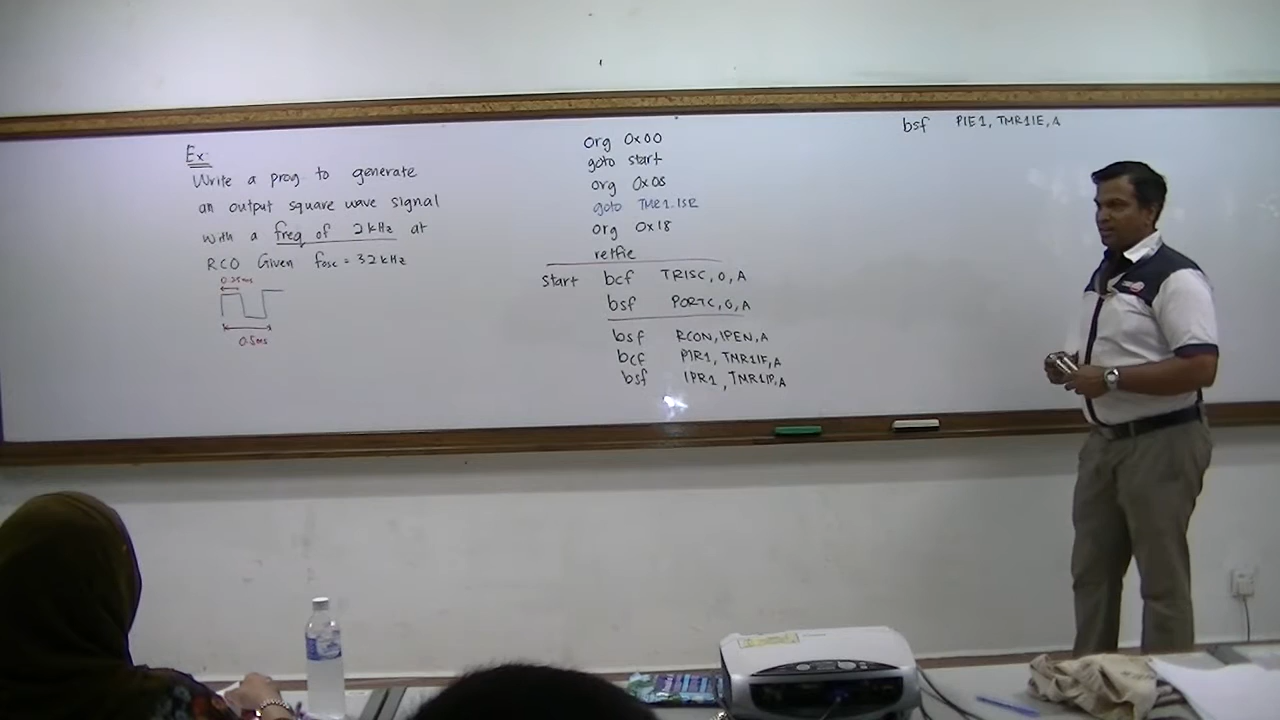 Ex
Write a prog to generate
an output square wave signal
with a freq of 2kHz at
RC0 Given fosc = 32kHz
0.25ms
0.5ms
org 0x00
goto start
org 0x08
goto TMR1_ISR
org 0x18
retfie
start bcf TRISC, 0, A
bsf PORTC, 0, A
bsf RCON, IPEN, A
bcf PIR1, TMR1IF, A
bsf IPR1, TMR1IP, A
bsf PIE1, TMR1IE, A